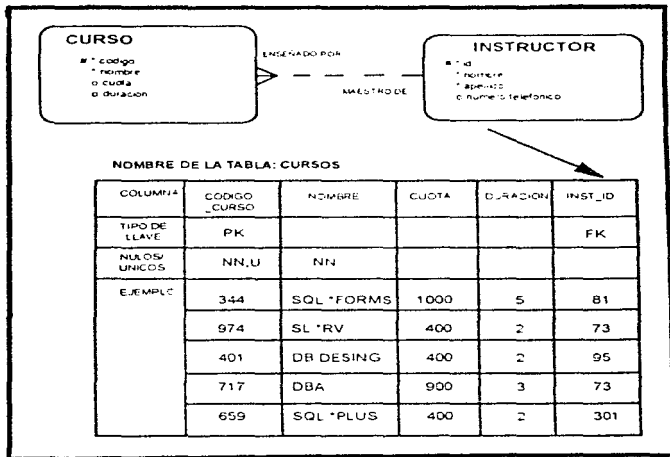 CURSO
# * codigo
* nombre
o cuota
o duracion
ENSEÑADO POR
MAESTRO DE
INSTRUCTOR
# * id
* nombre
* apellido
o numero telefonico
NOMBRE DE LA TABLA: CURSOS
COLUMNA CODIGO _CURSO NOMBRE CUOTA DURACION INST_ID
TIPO DE LLAVE PK FK
NULOS/ UNICOS NN,U NN
EJEMPLO 344 SQL *FORMS 1000 5 81
974 SL *RV 400 2 73
401 DB DESING 400 2 95
717 DBA 900 3 73
659 SQL *PLUS 400 2 301